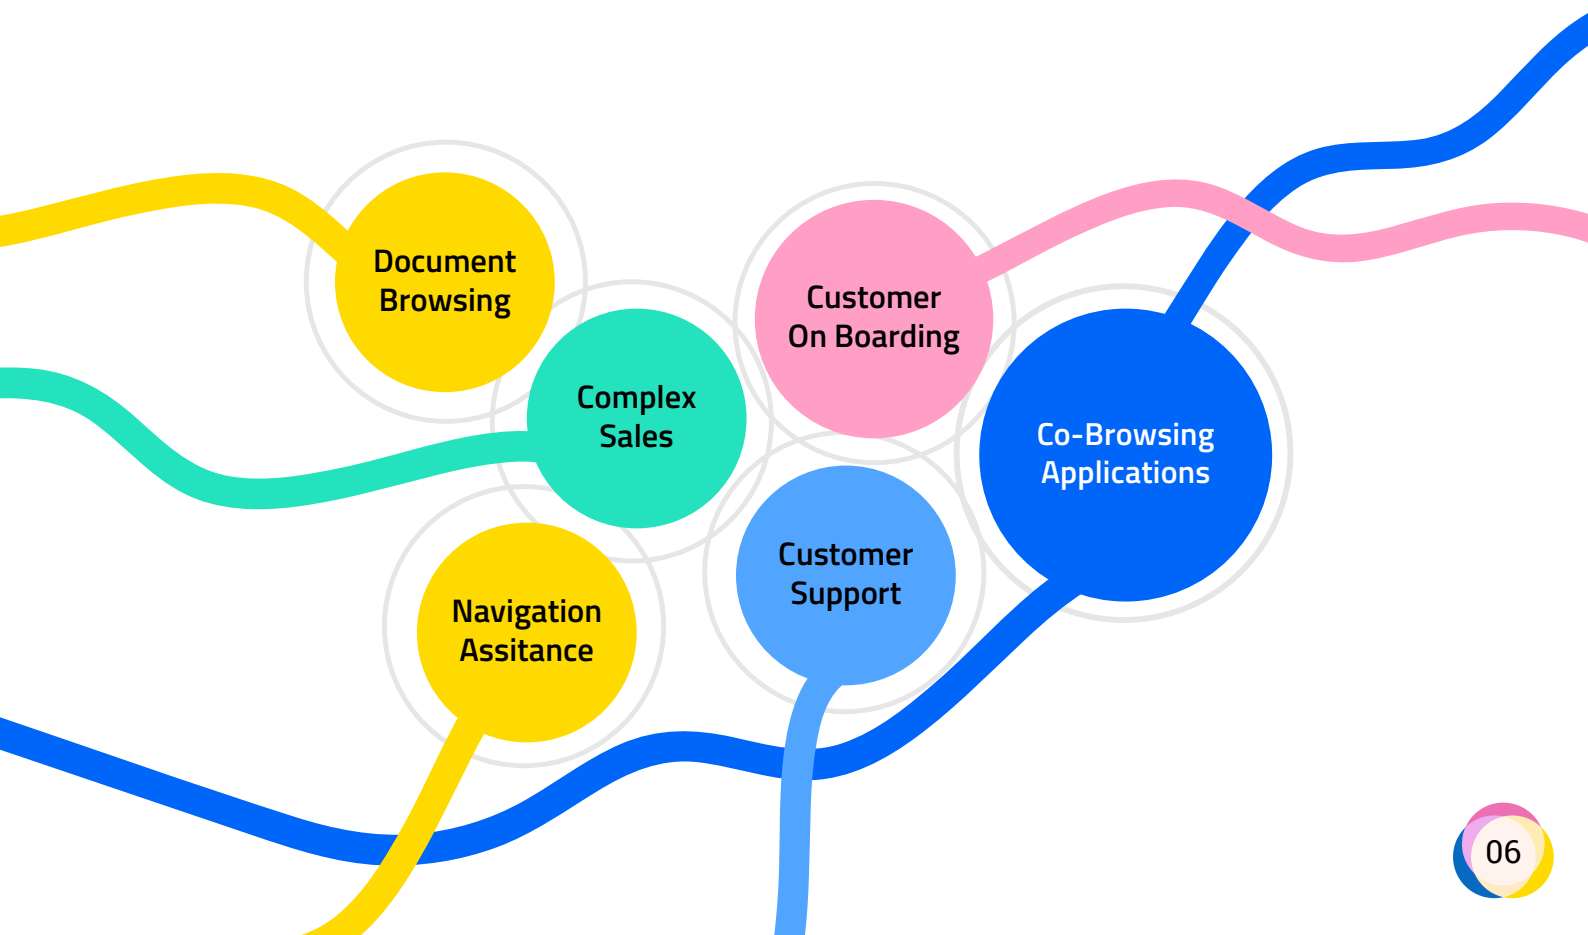 Document
Browsing
Complex
Sales
Customer
On Boarding
Co-Browsing
Applications
Customer
Support
Navigation
Assitance
06